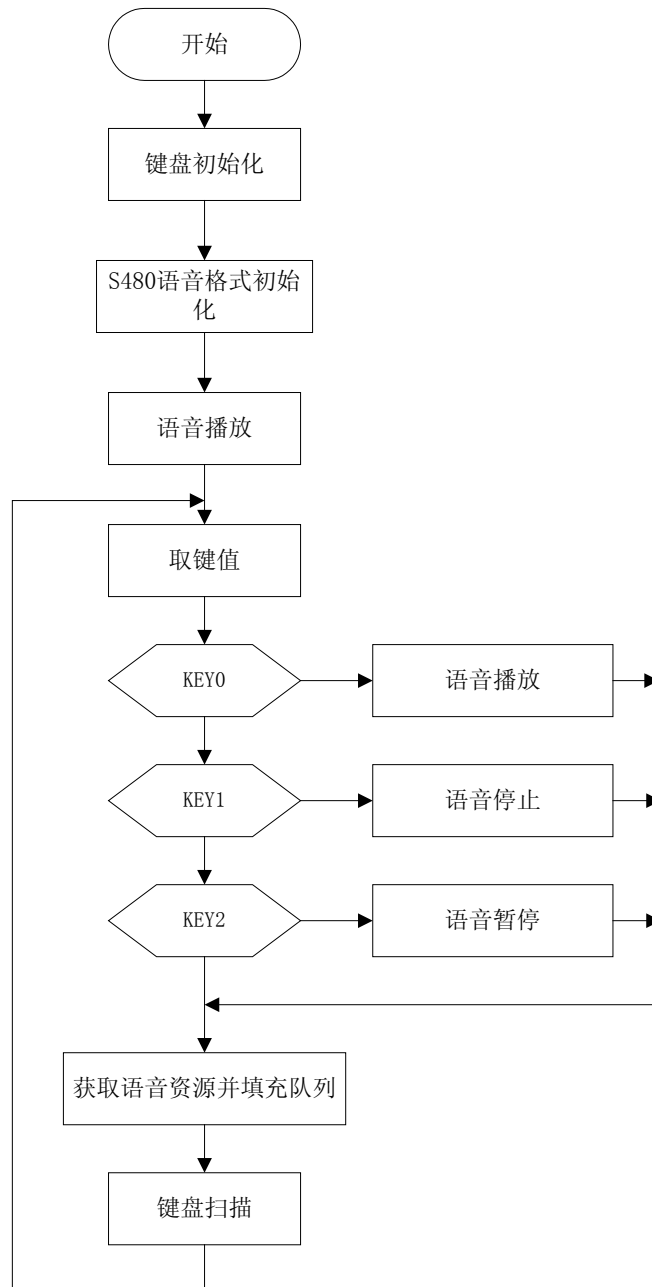 开始
键盘初始化
S480语音格式初始
化
语音播放
取键值
KEY0
语音播放
KEY1
语音停止
KEY2
语音暂停
获取语音资源并填充队列
键盘扫描